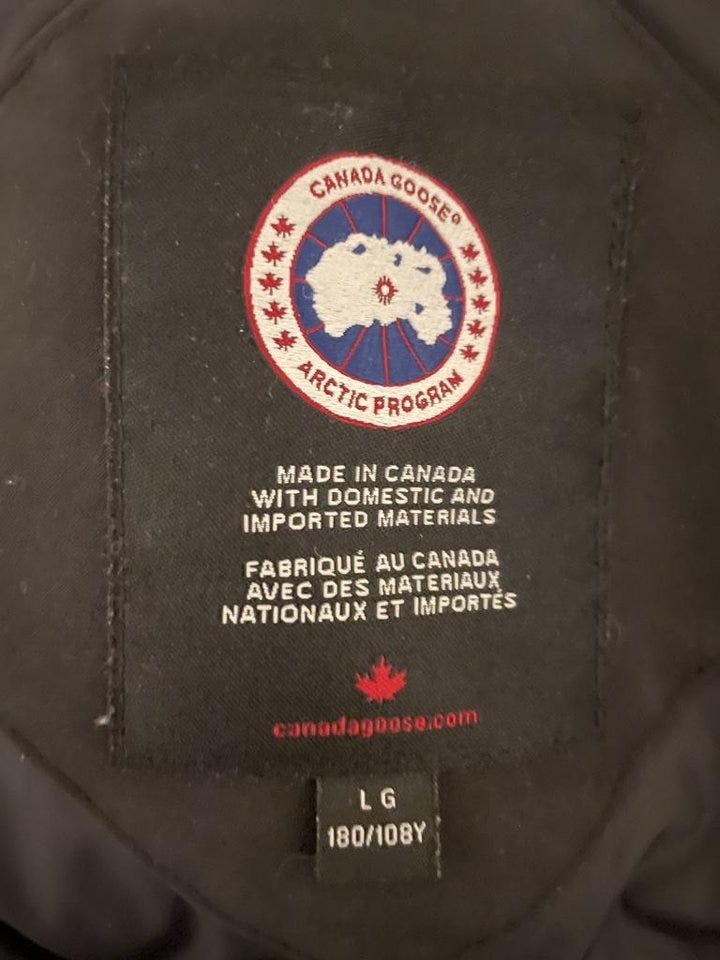 CANADA GOOSE®
ARCTIC PROGRAM
MADE IN CANADA
WITH DOMESTIC AND
IMPORTED MATERIALS
FABRIQUÉ AU CANADA
AVEC DES MATERIAUX
NATIONAUX ET IMPORTÉS
canadagoose.com
LG
180/108Y